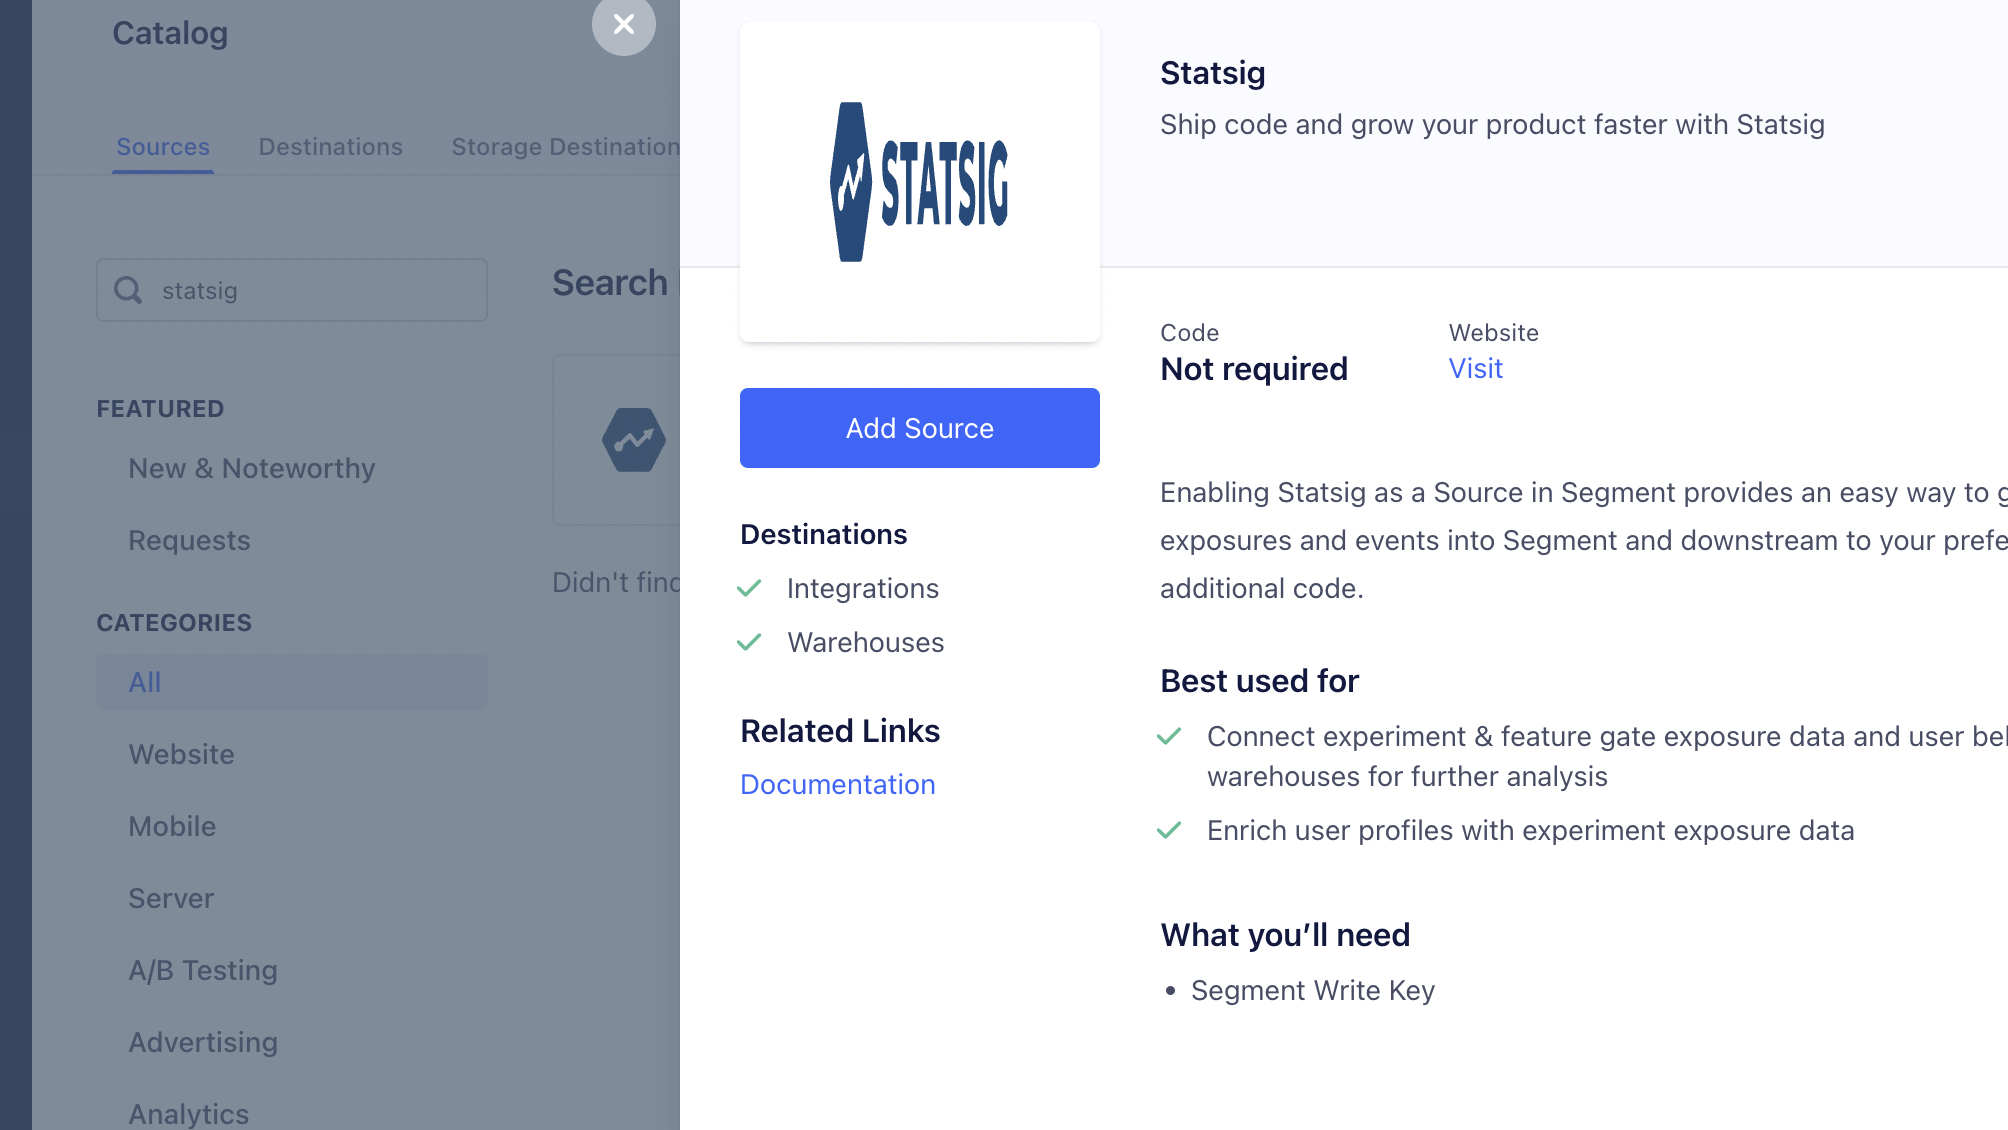 Catalog
Sources
Destinations
Storage Destination
statsig
Search
FEATURED
New & Noteworthy
Requests
Didn't find
CATEGORIES
All
Website
Mobile
Server
A/B Testing
Advertising
Analytics
STATSIG
Statsig
Ship code and grow your product faster with Statsig
Add Source
Destinations
Integrations
Warehouses
Related Links
Documentation
Code
Not required
Website
Visit
Enabling Statsig as a Source in Segment provides an easy way to
exposures and events into Segment and downstream to your prefe
additional code.
Best used for
Connect experiment & feature gate exposure data and user
warehouses for further analysis
Enrich user profiles with experiment exposure data
What you’ll need
• Segment Write Key